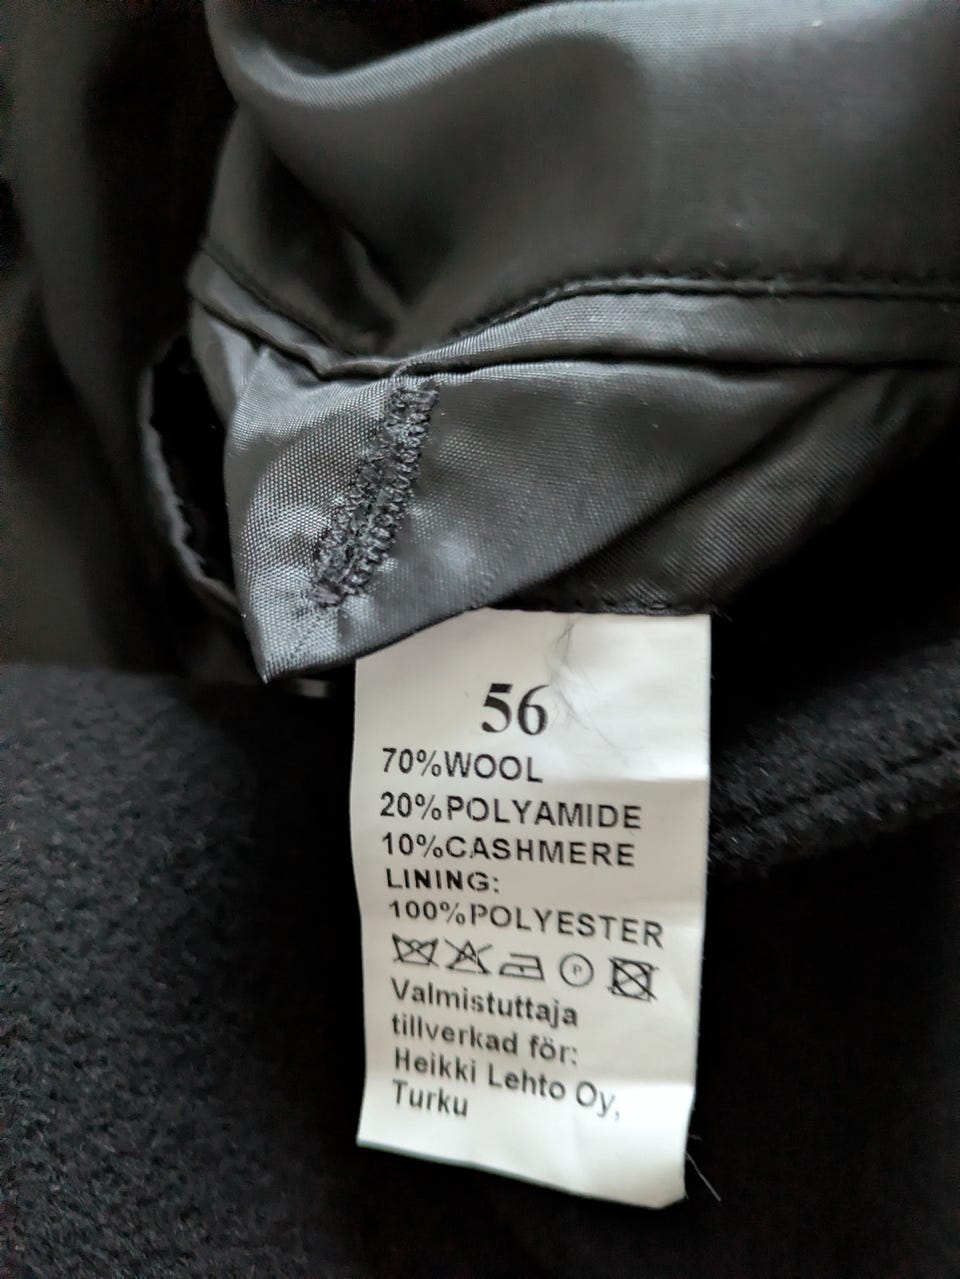 56
70%WOOL
20%POLYAMIDE
10%CASHMERE
LINING:
100%POLYESTER
P
Valmistuttaja
tillverkad för:
Heikki Lehto Oy,
Turku